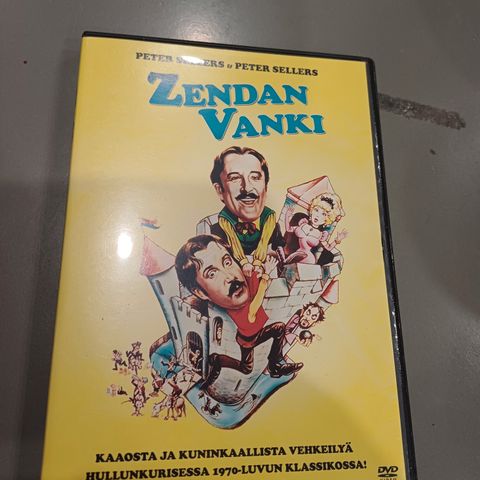 PETER SELLERS & PETER SELLERS
ZENDAN
VANKI
KAAOSTA JA KUNINKAALLISTA VEHKEILYÄ
HULLUNKURISESSA 1970-LUVUN KLASSIKOSSA!
DVD